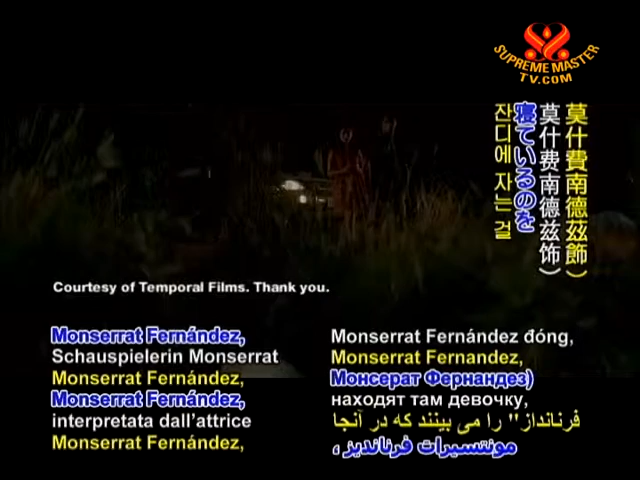 SUPREME MASTER
TV.COM
莫什費南德茲飾）
莫什费南德兹饰）
寝ているのを
잔디에 자는 걸
Courtesy of Temporal Films. Thank you.
Monserrat Fernández,
Schauspielerin Monserrat
Monserrat Fernández,
Monserrat Fernández,
interpretata dall'attrice
Monserrat Fernández,
Monserrat Fernández đóng,
Monserrat Fernandez,
Монсерат Фернандез)
находят там девочку,
فرناندز" را می بینند که در آنجا
مونتسيرات فرنانديز ،